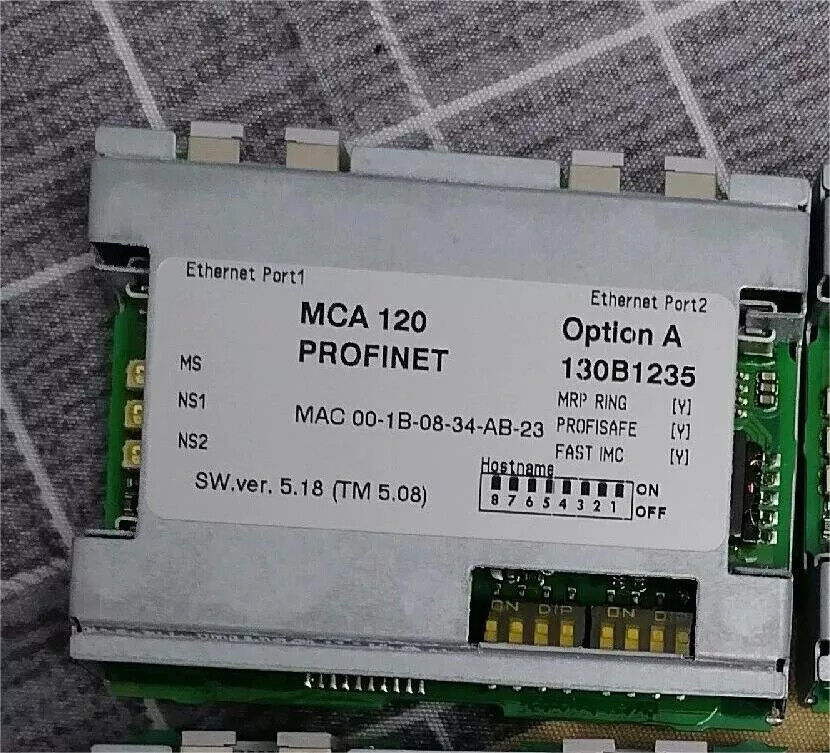 Ethernet Port1
Ethernet Port2
MCA 120
Option A
PROFINET
130B1235
MS
MRP RING [Y]
NS1
MAC 00-1B-08-34-AB-23
PROFISAFE [Y]
NS2
FAST IMC [Y]
Hostname
SW.ver. 5.18 (TM 5.08)
ON
8 7 6 5 4 3 2 1
OFF
ON DIP
ON DIP